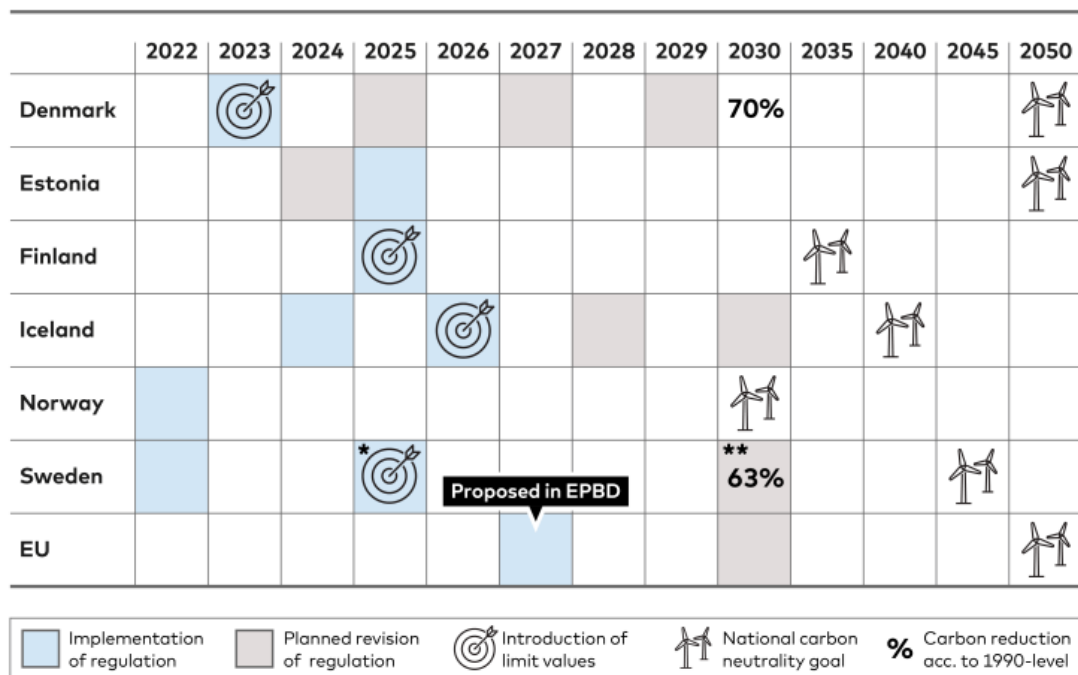 2022 2023 2024 2025 2026 2027 2028 2029 2030 2035 2040 2045 2050
Denmark 70%
Estonia
Finland
Iceland
Norway
* **
Sweden 63%
Proposed in EPBD
EU
Implementation of regulation
Planned revision of regulation
Introduction of limit values
National carbon neutrality goal
% Carbon reduction acc. to 1990-level